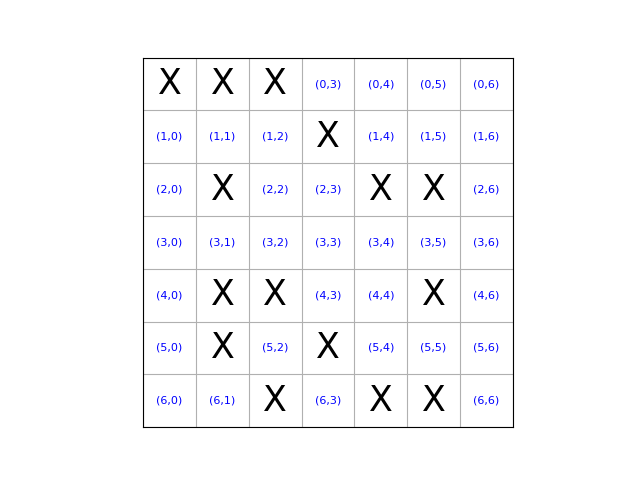 X X X (0,3) (0,4) (0,5) (0,6)
(1,0) (1,1) (1,2) X (1,4) (1,5) (1,6)
(2,0) X (2,2) (2,3) X X (2,6)
(3,0) (3,1) (3,2) (3,3) (3,4) (3,5) (3,6)
(4,0) X X (4,3) (4,4) X (4,6)
(5,0) X (5,2) X (5,4) (5,5) (5,6)
(6,0) (6,1) X (6,3) X X (6,6)